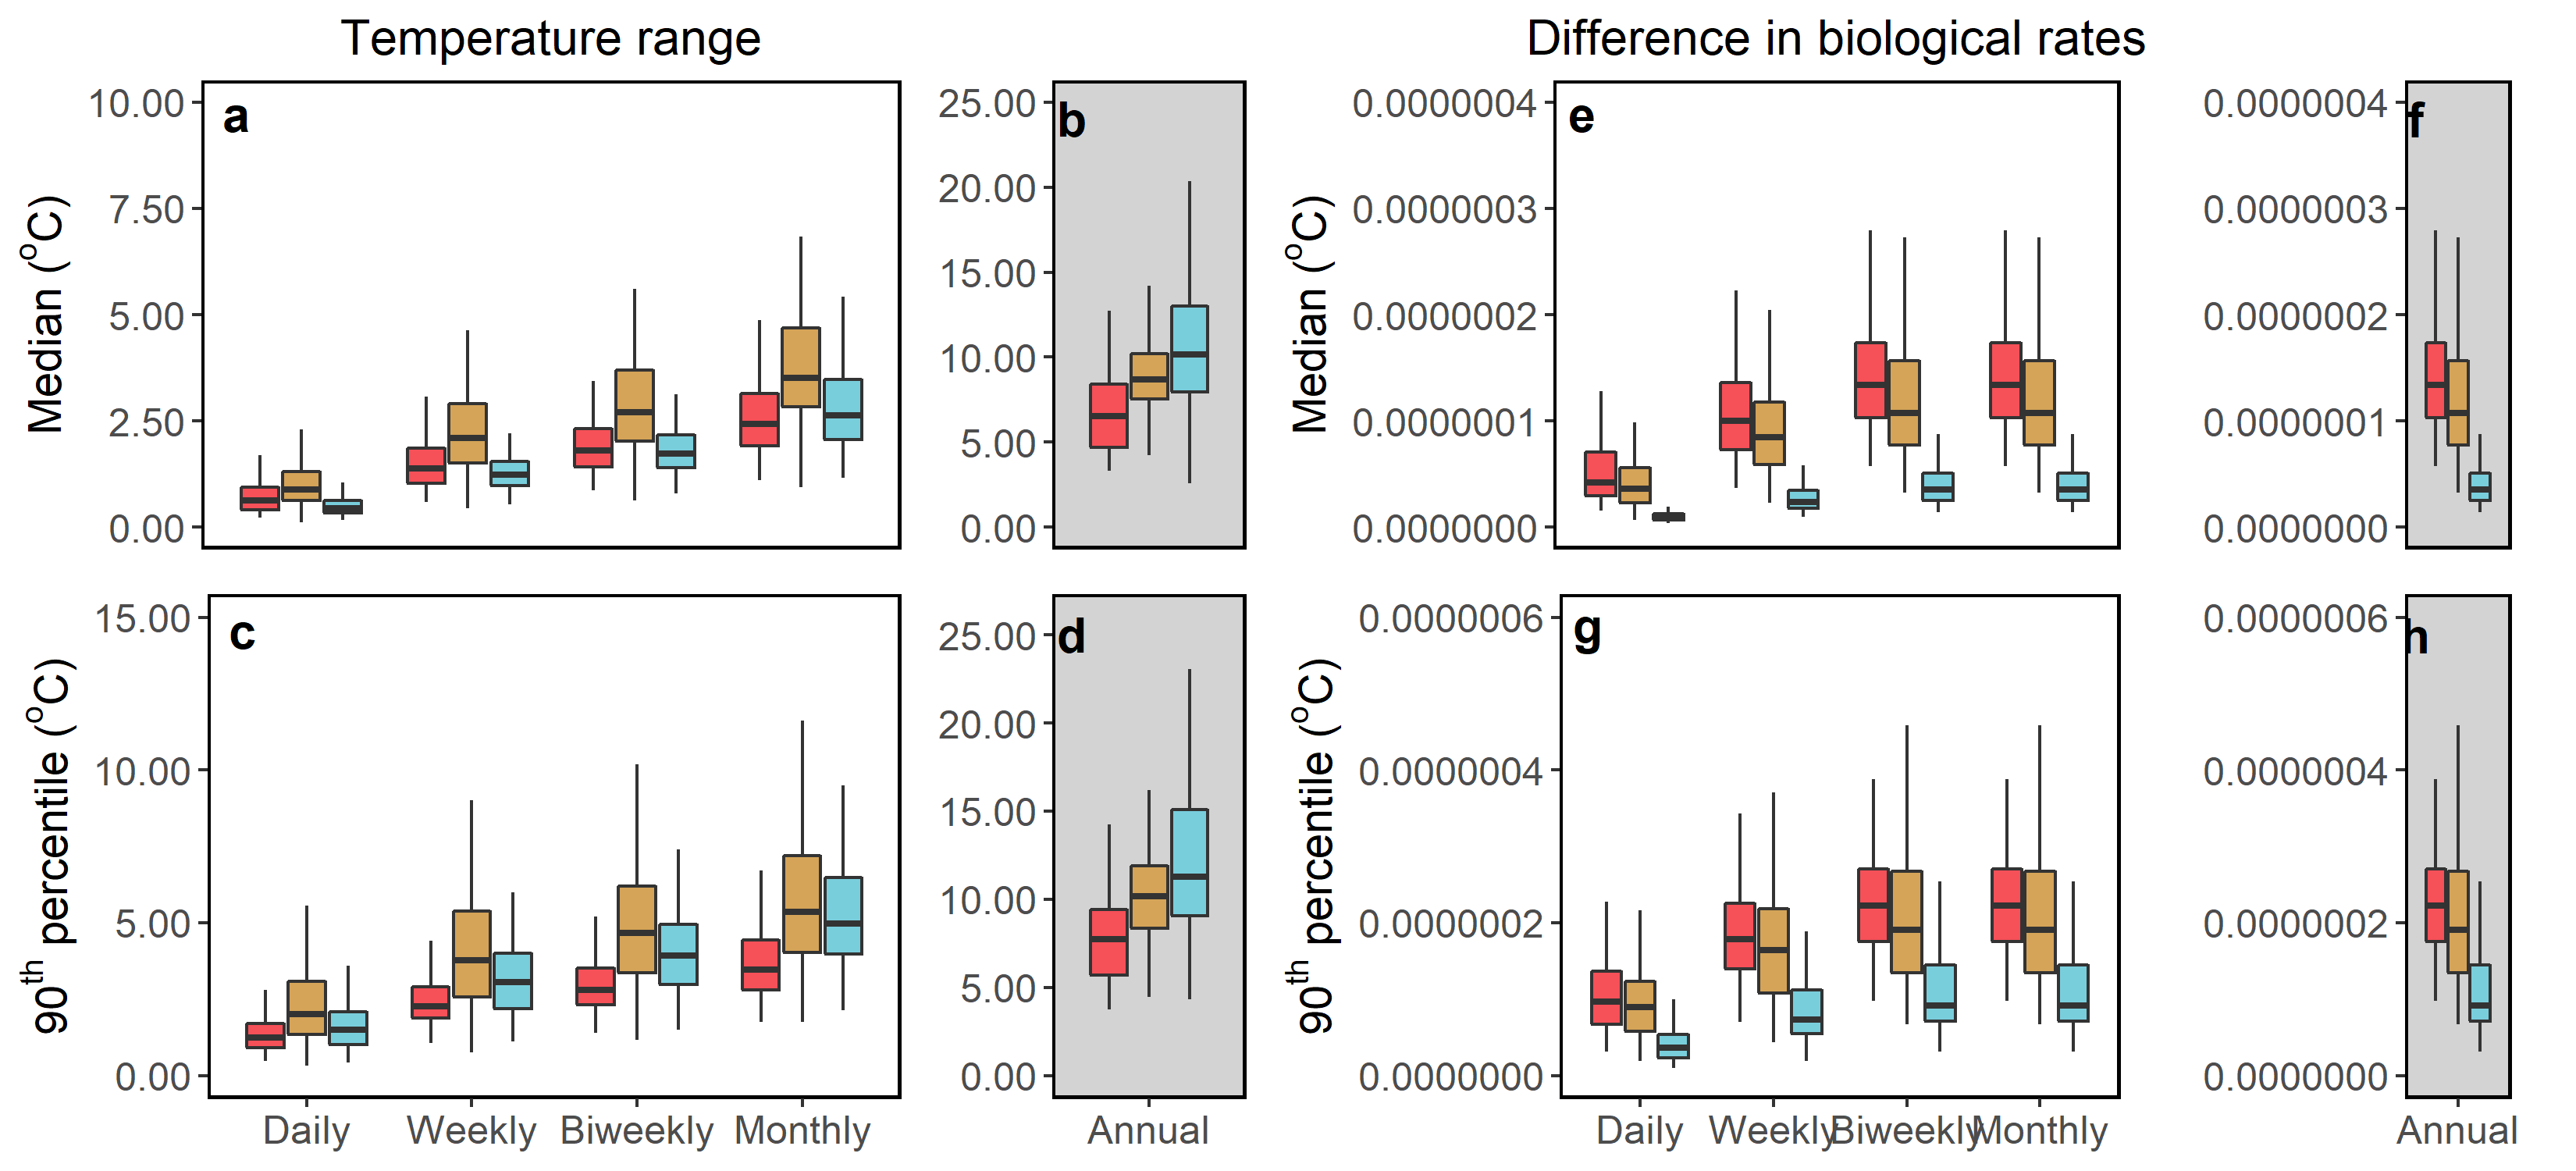 Temperature range
Difference in biological rates
Median (°C)
10.00
7.50
5.00
2.50
0.00
a
25.00
20.00
15.00
10.00
5.00
0.00
b
Median (°C)
0.0000004
0.0000003
0.0000002
0.0000001
0.0000000
e
0.0000004
0.0000003
0.0000002
0.0000001
0.0000000
f
90th percentile (°C)
15.00
10.00
5.00
0.00
c
Daily Weekly Biweekly Monthly
25.00
20.00
15.00
10.00
5.00
0.00
d
Annual
90th percentile (°C)
0.0000006
0.0000004
0.0000002
0.0000000
g
Daily Weekly Biweekly Monthly
0.0000006
0.0000004
0.0000002
0.0000000
h
Annual